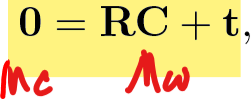 0 = RC + t,
Mc Mw